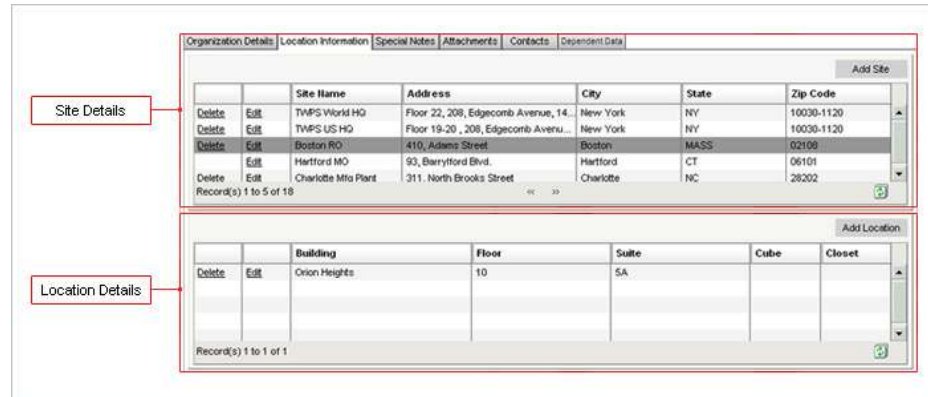 Organization Details Location Information Special Notes Attachments Contacts Dependent Data
Add Site
Site Name Address City State Zip Code
Delete Edit TWPS World HQ Floor 22, 208, Edgecomb Avenue, 14... New York NY 10030-1120
Delete Edit TWPS US HQ Floor 19-20 , 208, Edgecomb Avenu... New York NY 10030-1120
Delete Edit Boston RO 410, Adams Street Boston MASS 02108
Edit Hartford MO 93, Barrylford Blvd. Hartford CT 06101
Delete Edit Charlotte Mfg Plant 311, North Brooks Street Charlotte NC 28202
Record(s) 1 to 5 of 18 << >>
Site Details
Add Location
Building Floor Suite Cube Closet
Delete Edit Orion Heights 10 5A
Record(s) 1 to 1 of 1
Location Details